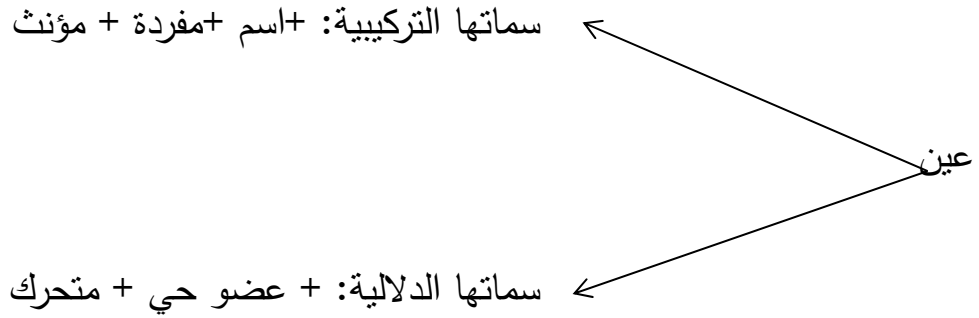 سماتها التركيبية: +اسم +مفردة + مؤنث
عين
سماتها الدلالية: + عضو حي + متحرك